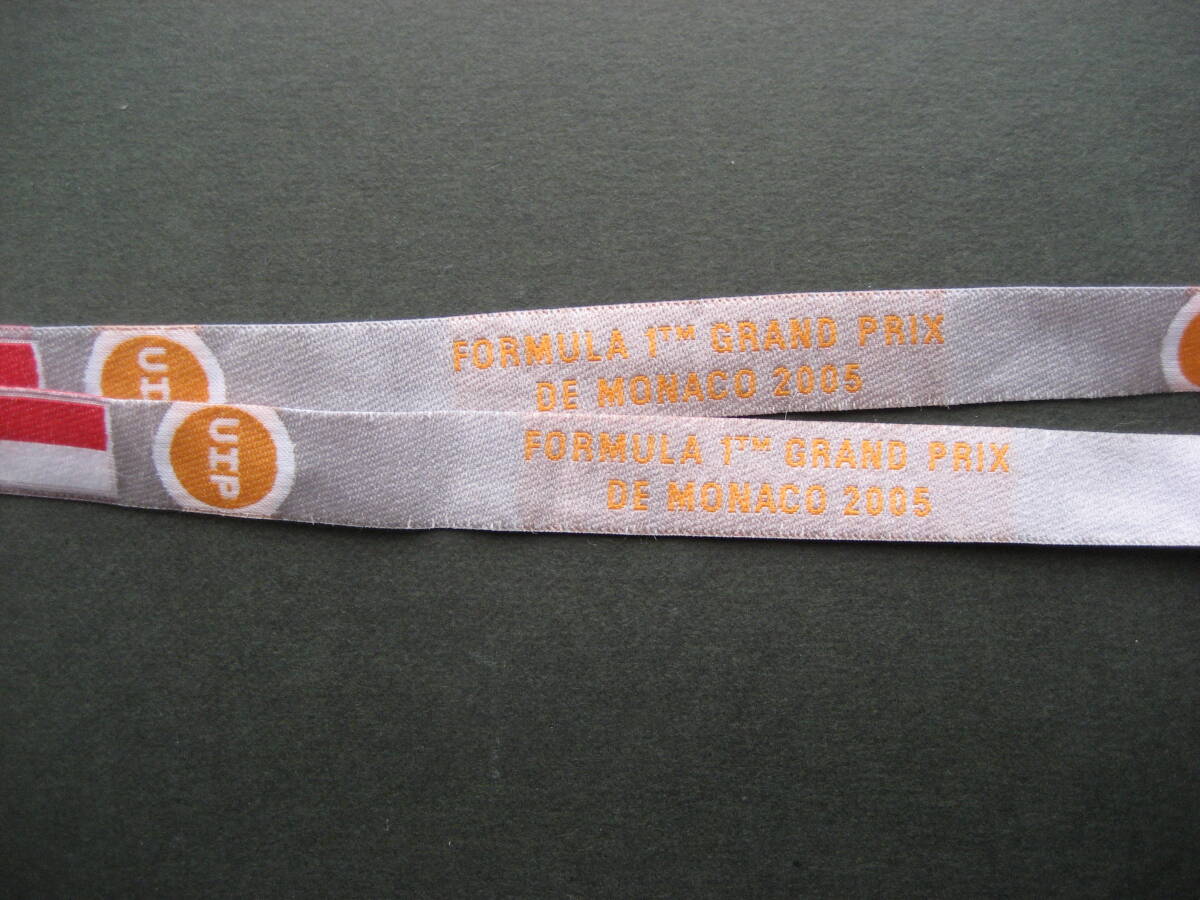 UIP
FORMULA 1™ GRAND PRIX
DE MONACO 2005
UIP
FORMULA 1™ GRAND PRIX
DE MONACO 2005